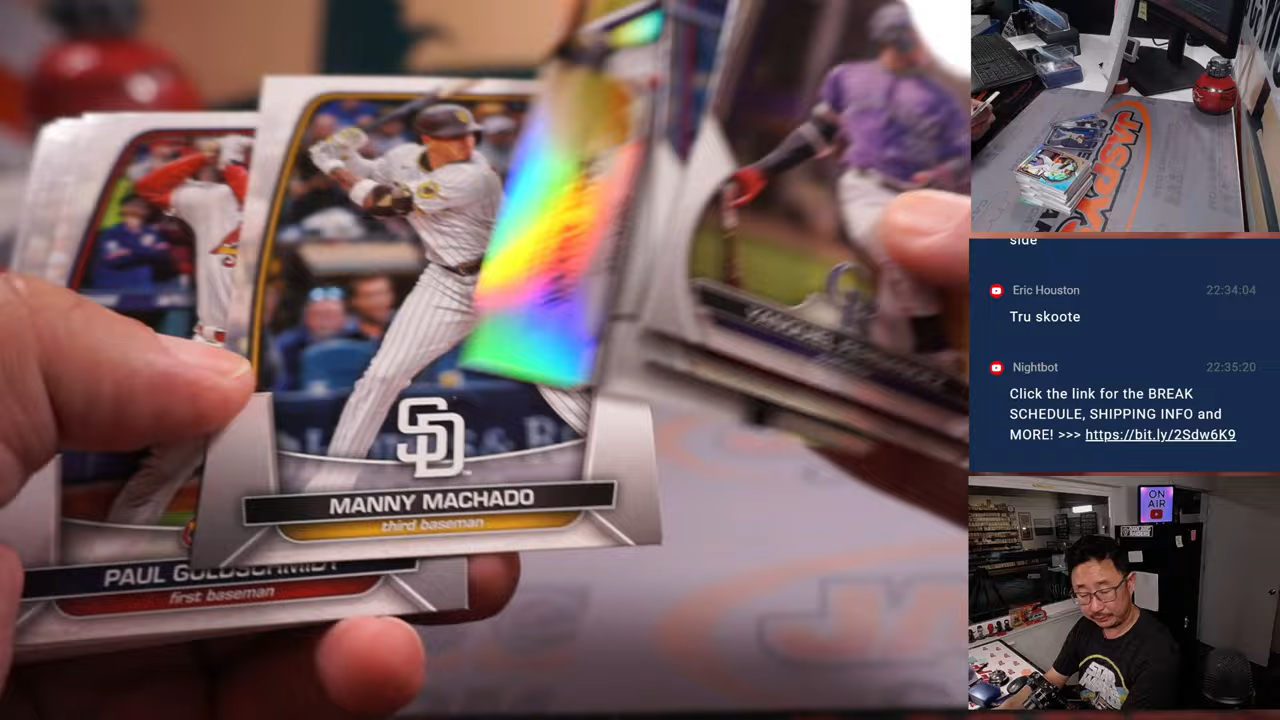 SD
MANNY MACHADO
third baseman
PAUL GOLDSCHMIDT
first baseman
JASPY
side
Eric Houston 22:34:04
Tru skoote
Nightbot 22:35:20
Click the link for the BREAK
SCHEDULE, SHIPPING INFO and
MORE! >>> https://bit.ly/2Sdw6K9
ON
AIR